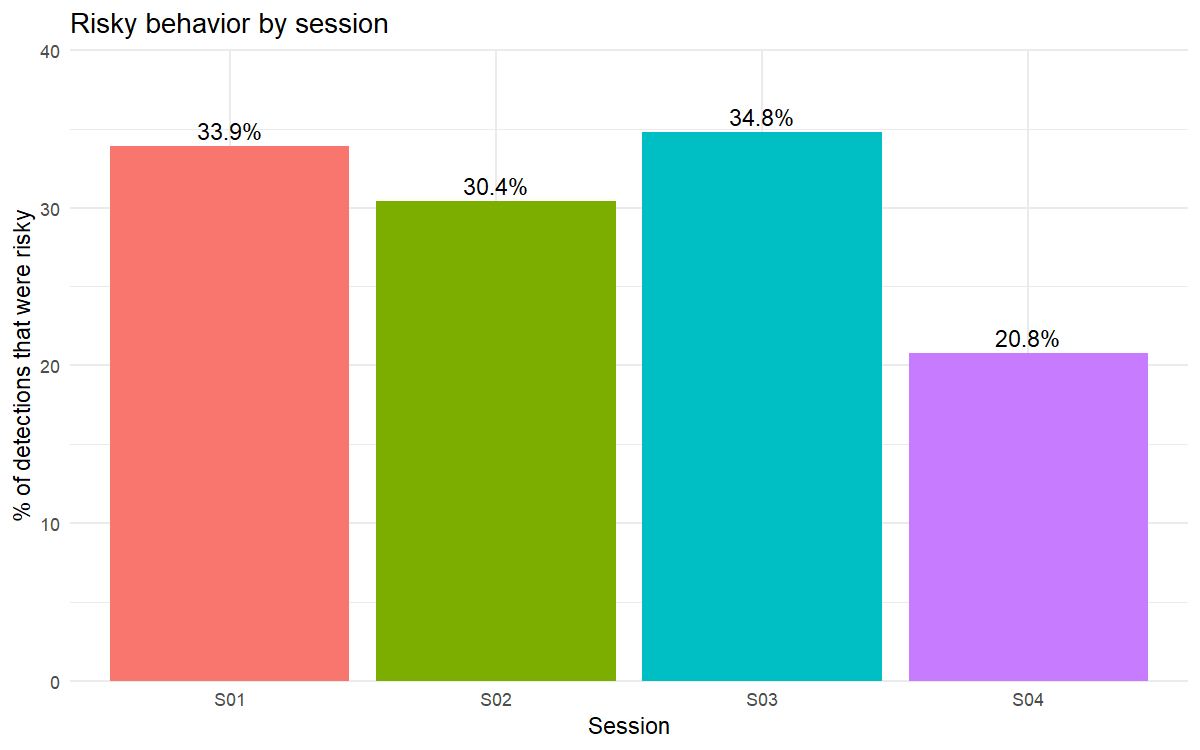 Risky behavior by session
% of detections that were risky
40
30
20
10
0
33.9%
30.4%
34.8%
20.8%
S01
S02
S03
S04
Session